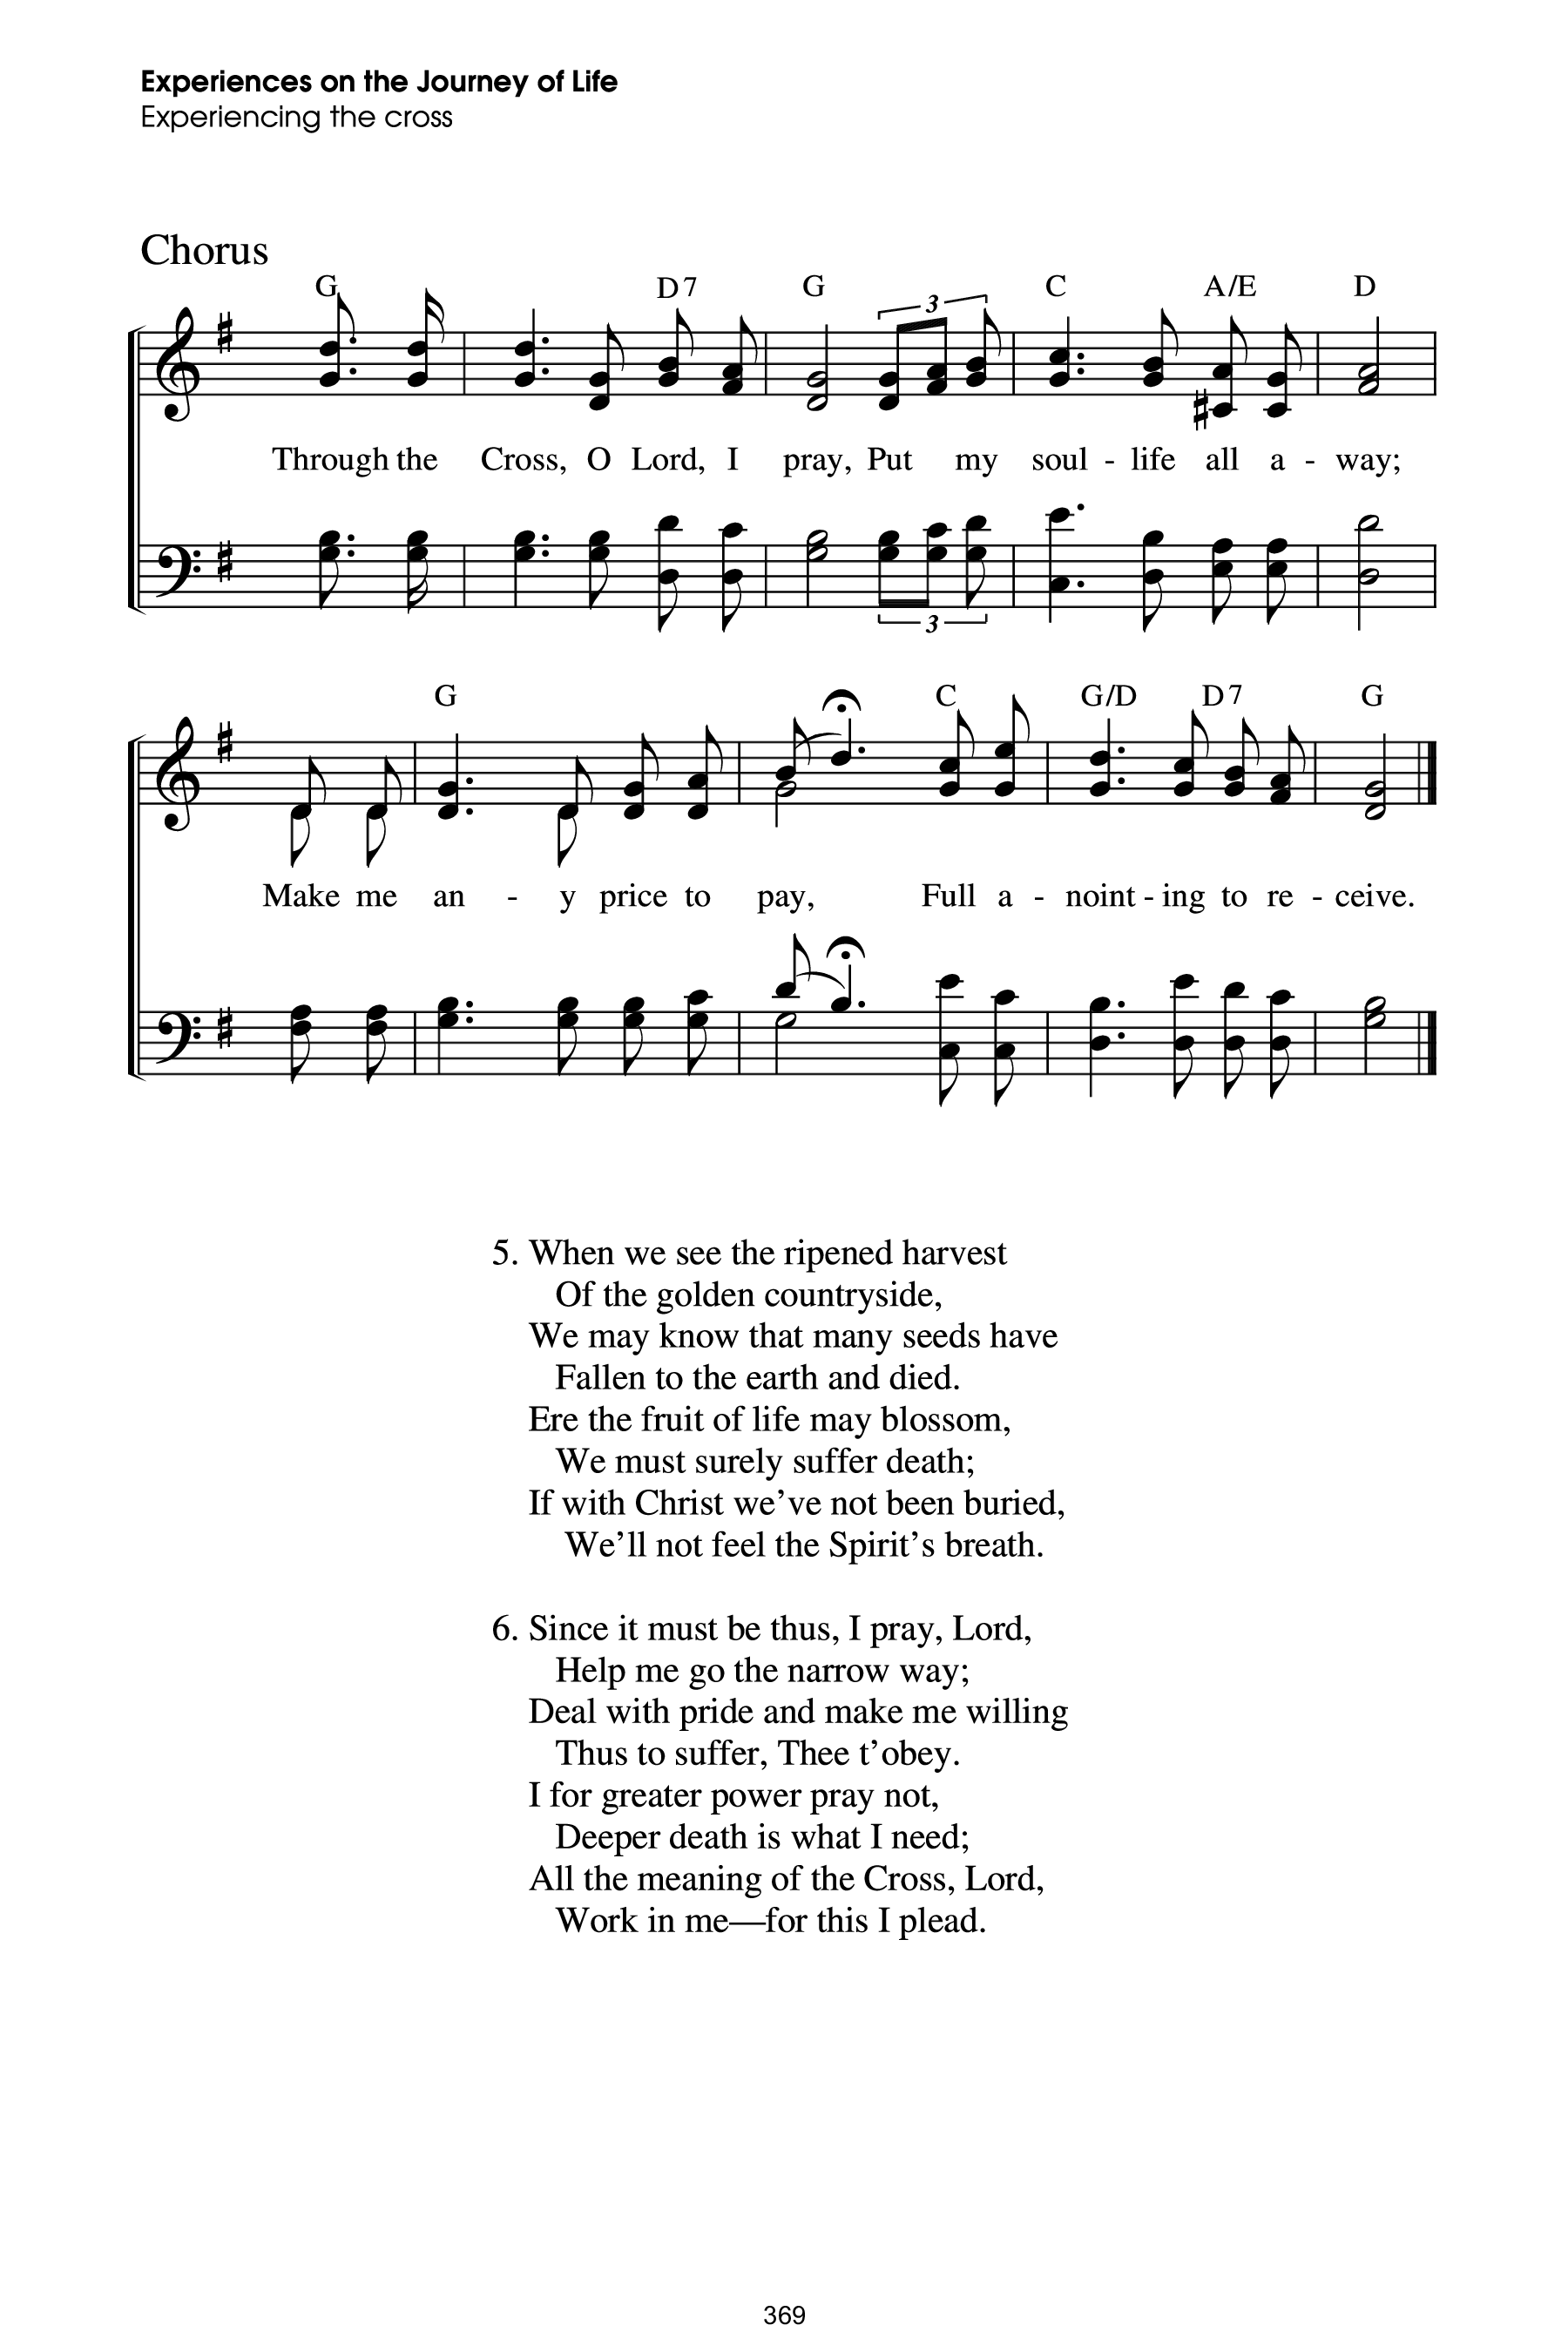 Experiences on the Journey of Life
Experiencing the cross
Chorus
G D7 G 3 C A/E D
Through the Cross, O Lord, I pray, Put my soul - life all a - way;
3
G C G/D D7 G
Make me an - y price to pay, Full a - noint - ing to re - ceive.
5. When we see the ripened harvest
Of the golden countryside,
We may know that many seeds have
Fallen to the earth and died.
Ere the fruit of life may blossom,
We must surely suffer death;
If with Christ we’ve not been buried,
We’ll not feel the Spirit’s breath.
6. Since it must be thus, I pray, Lord,
Help me go the narrow way;
Deal with pride and make me willing
Thus to suffer, Thee t’obey.
I for greater power pray not,
Deeper death is what I need;
All the meaning of the Cross, Lord,
Work in me—for this I plead.
369